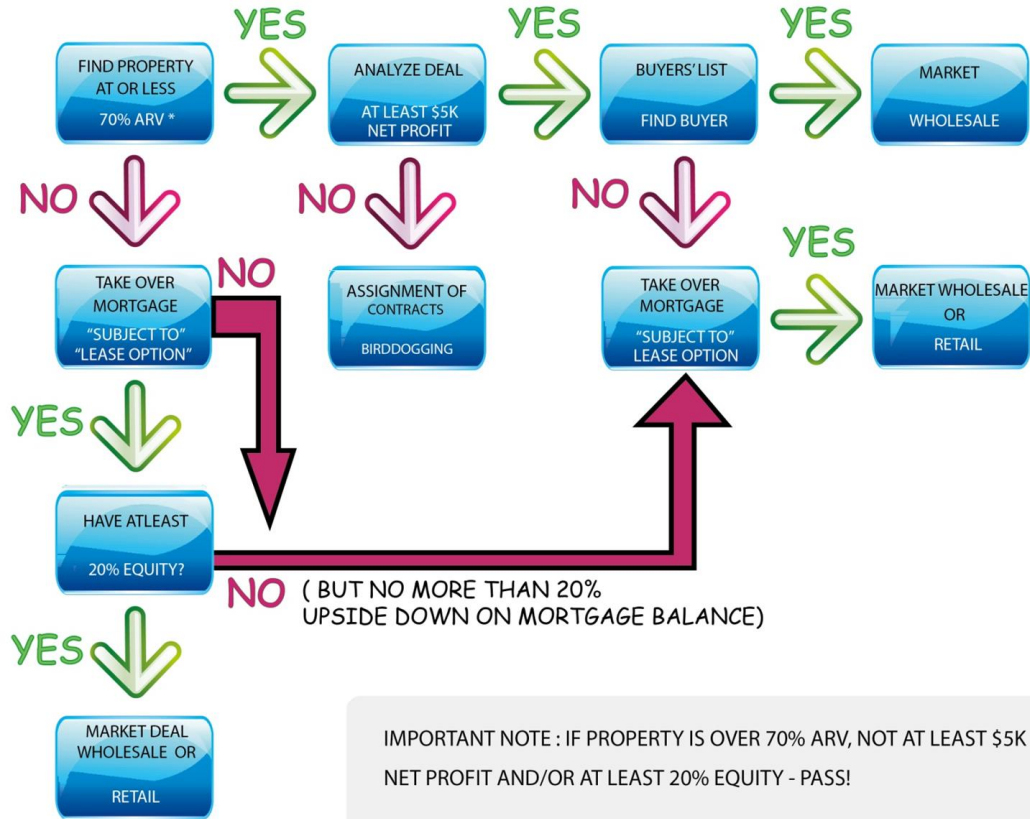 YES
YES
YES
FIND PROPERTY
AT OR LESS
70% ARV *
ANALYZE DEAL
AT LEAST $5K
NET PROFIT
BUYERS' LIST
FIND BUYER
MARKET
WHOLESALE
NO
NO
NO
TAKE OVER
MORTGAGE
"SUBJECT TO"
"LEASE OPTION"
NO
ASSIGNMENT OF
CONTRACTS
BIRDDOGGING
TAKE OVER
MORTGAGE
"SUBJECT TO"
LEASE OPTION
YES
MARKET WHOLESALE
OR
RETAIL
YES
HAVE ATLEAST
20% EQUITY?
NO
( BUT NO MORE THAN 20%
UPSIDE DOWN ON MORTGAGE BALANCE)
YES
MARKET DEAL
WHOLESALE OR
RETAIL
IMPORTANT NOTE : IF PROPERTY IS OVER 70% ARV, NOT AT LEAST $5K
NET PROFIT AND/OR AT LEAST 20% EQUITY - PASS!